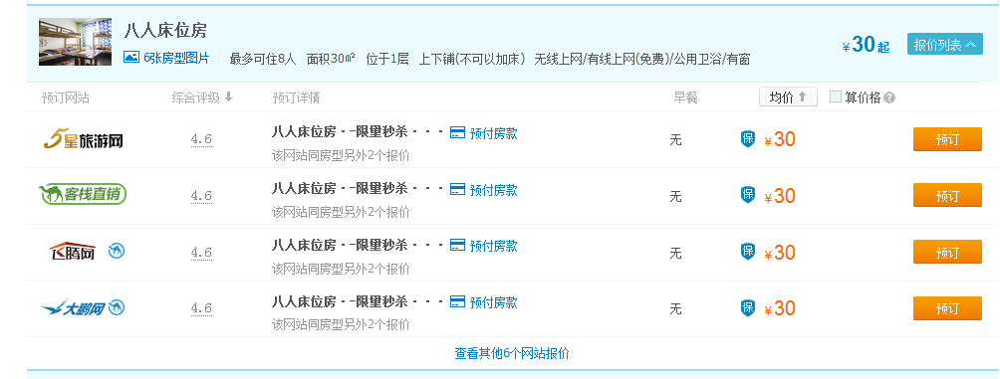 八人床位房
6张房型图片 最多可住8人 面积30㎡ 位于1层 上下铺(不可以加床) 无线上网/有线上网(免费)/公用卫浴/有窗
¥30起 报价列表
预订网站 综合评级 预订详情 早餐 均价 算价格
5星旅游网 4.6 八人床位房--限量秒杀··· 预付房款 无 保 ¥30 预订
该网站同房型另外2个报价
客栈直销 4.6 八人床位房--限量秒杀··· 预付房款 无 保 ¥30 预订
该网站同房型另外2个报价
飞腾网 4.6 八人床位房--限量秒杀··· 预付房款 无 保 ¥30 预订
该网站同房型另外2个报价
大鹏网 4.6 八人床位房--限量秒杀··· 预付房款 无 保 ¥30 预订
该网站同房型另外2个报价
查看其他6个网站报价